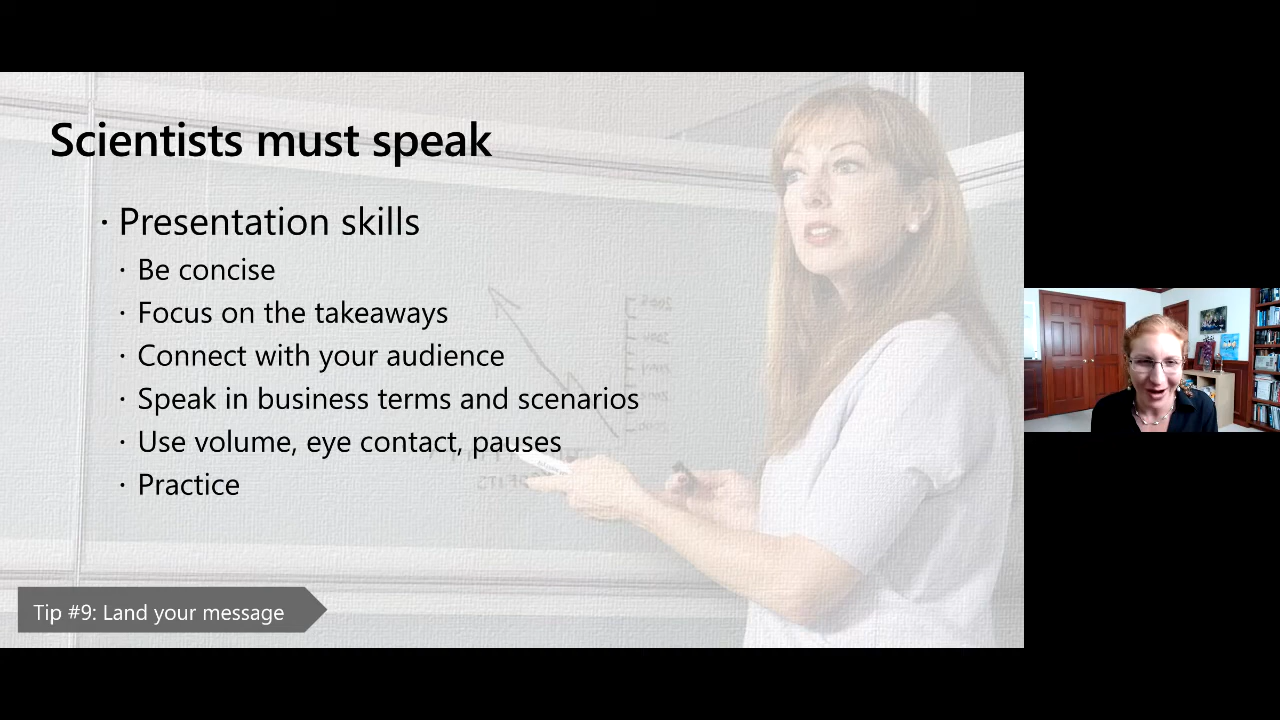 Scientists must speak
· Presentation skills
· Be concise
· Focus on the takeaways
· Connect with your audience
· Speak in business terms and scenarios
· Use volume, eye contact, pauses
· Practice
Tip #9: Land your message